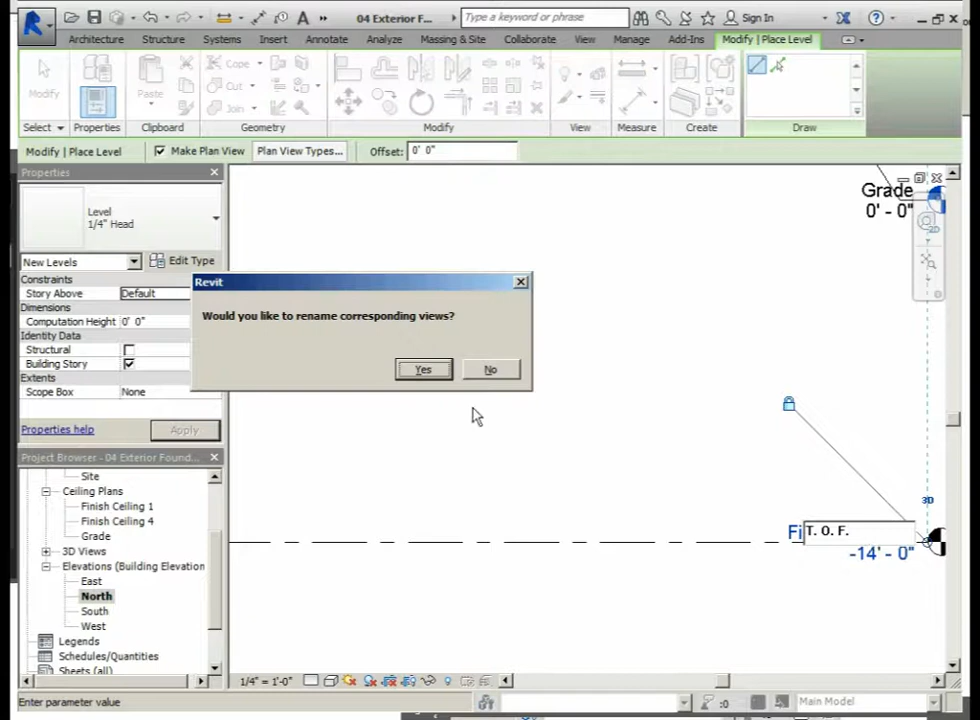 04 Exterior F...
Type a keyword or phrase
Sign In
Architecture Structure Systems Insert Annotate Analyze Massing & Site Collaborate View Manage Add-Ins Modify | Place Level
Modify
Paste
Cope
Cut
Join
Select Properties Clipboard Geometry Modify View Measure Create Draw
Modify | Place Level Make Plan View Plan View Types... Offset: 0' 0"
Properties
Level
1/4" Head
New Levels Edit Type
Constraints
Story Above Default
Dimensions
Computation Height 0' 0"
Identity Data
Structural
Building Story
Extents
Scope Box None
Properties help Apply
Revit
Would you like to rename corresponding views?
Yes No
Grade
0' - 0"
2D
3D
Fi T. O. F.
-14' - 0"
Project Browser - 04 Exterior Found...
Site
Ceiling Plans
Finish Ceiling 1
Finish Ceiling 4
Grade
3D Views
Elevations (Building Elevation
East
North
South
West
Legends
Schedules/Quantities
Sheets (all)
1/4" = 1'-0"
Enter parameter value
:0
Main Model